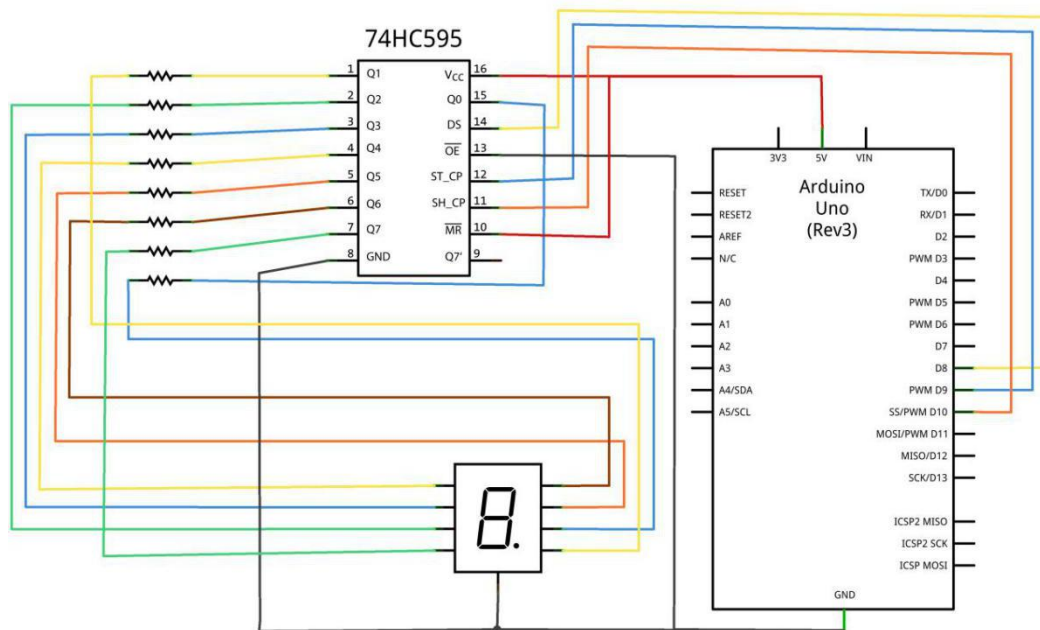 74HC595
1 Q1 VCC 16
2 Q2 Q0 15
3 Q3 DS 14
4 Q4 OE 13
5 Q5 ST_CP 12
6 Q6 SH_CP 11
7 Q7 MR 10
8 GND Q7' 9
3V3 5V VIN
Arduino
Uno
(Rev3)
RESET TX/D0
RESET2 RX/D1
AREF D2
N/C PWM D3
D4
A0 PWM D5
A1 PWM D6
A2 D7
A3 D8
A4/SDA PWM D9
A5/SCL SS/PWM D10
MOSI/PWM D11
MISO/D12
SCK/D13
ICSP2 MISO
ICSP2 SCK
ICSP MOSI
GND
8.